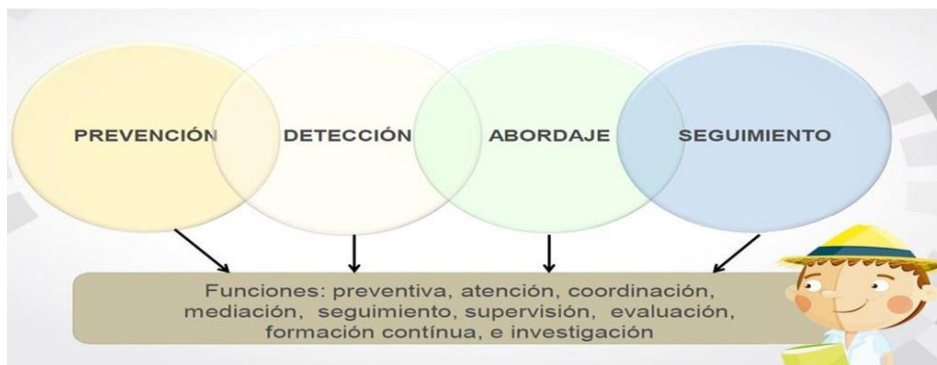 PREVENCIÓN
DETECCIÓN
ABORDAJE
SEGUIMIENTO
Funciones: preventiva, atención, coordinación,
mediación, seguimiento, supervisión, evaluación,
formación contínua, e investigación